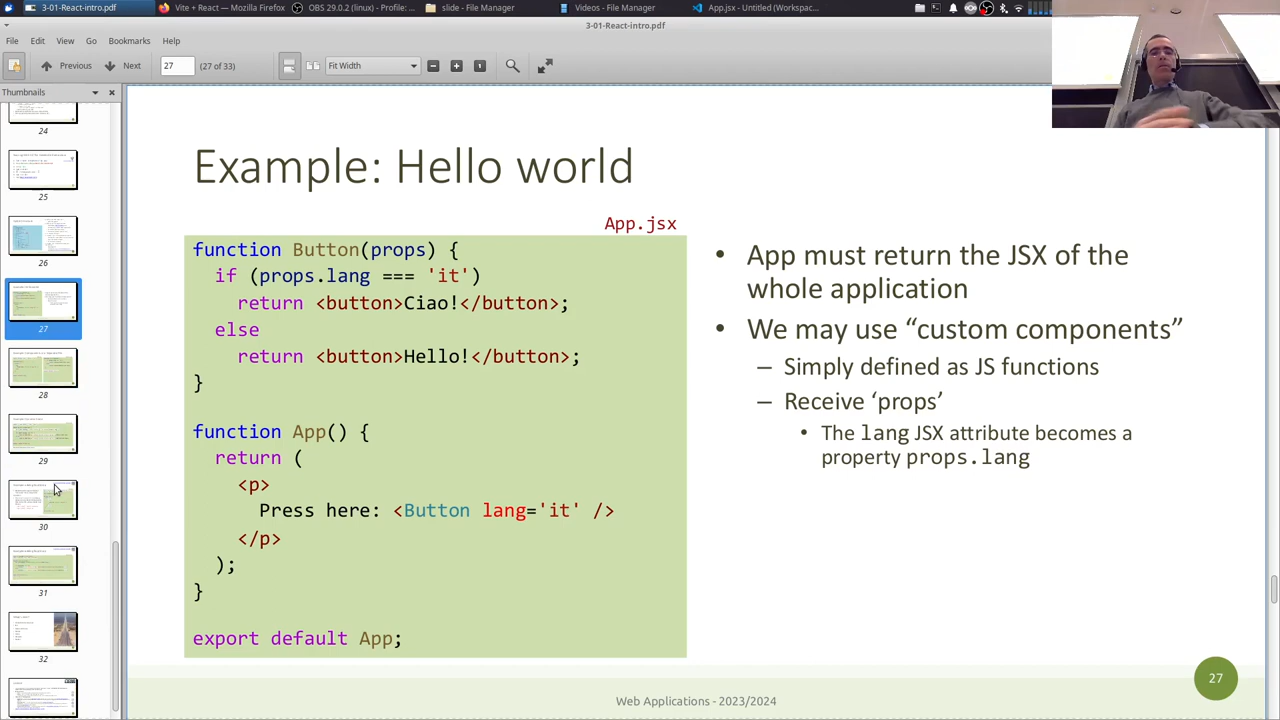 3-01-React-intro.pdf
Vite + React — Mozilla Firefox
OBS 29.0.2 (linux) - Profile: ...
slide - File Manager
Videos - File Manager
App.jsx - Untitled (Workspac...
3-01-React-intro.pdf
File Edit View Go Bookmarks Help
Previous Next 27 (27 of 33) Fit Width
Thumbnails
24
25
26
27
28
29
30
31
32
Example: Hello world
App.jsx
function Button(props) {
if (props.lang === 'it')
return <button>Ciao!</button>;
else
return <button>Hello!</button>;
}
function App() {
return (
<p>
Press here: <Button lang='it' />
</p>
);
}
export default App;
• App must return the JSX of the
whole application
• We may use “custom components”
– Simply defined as JS functions
– Receive ‘props’
• The lang JSX attribute becomes a
property props.lang
Web Applications - 2023/2024
27